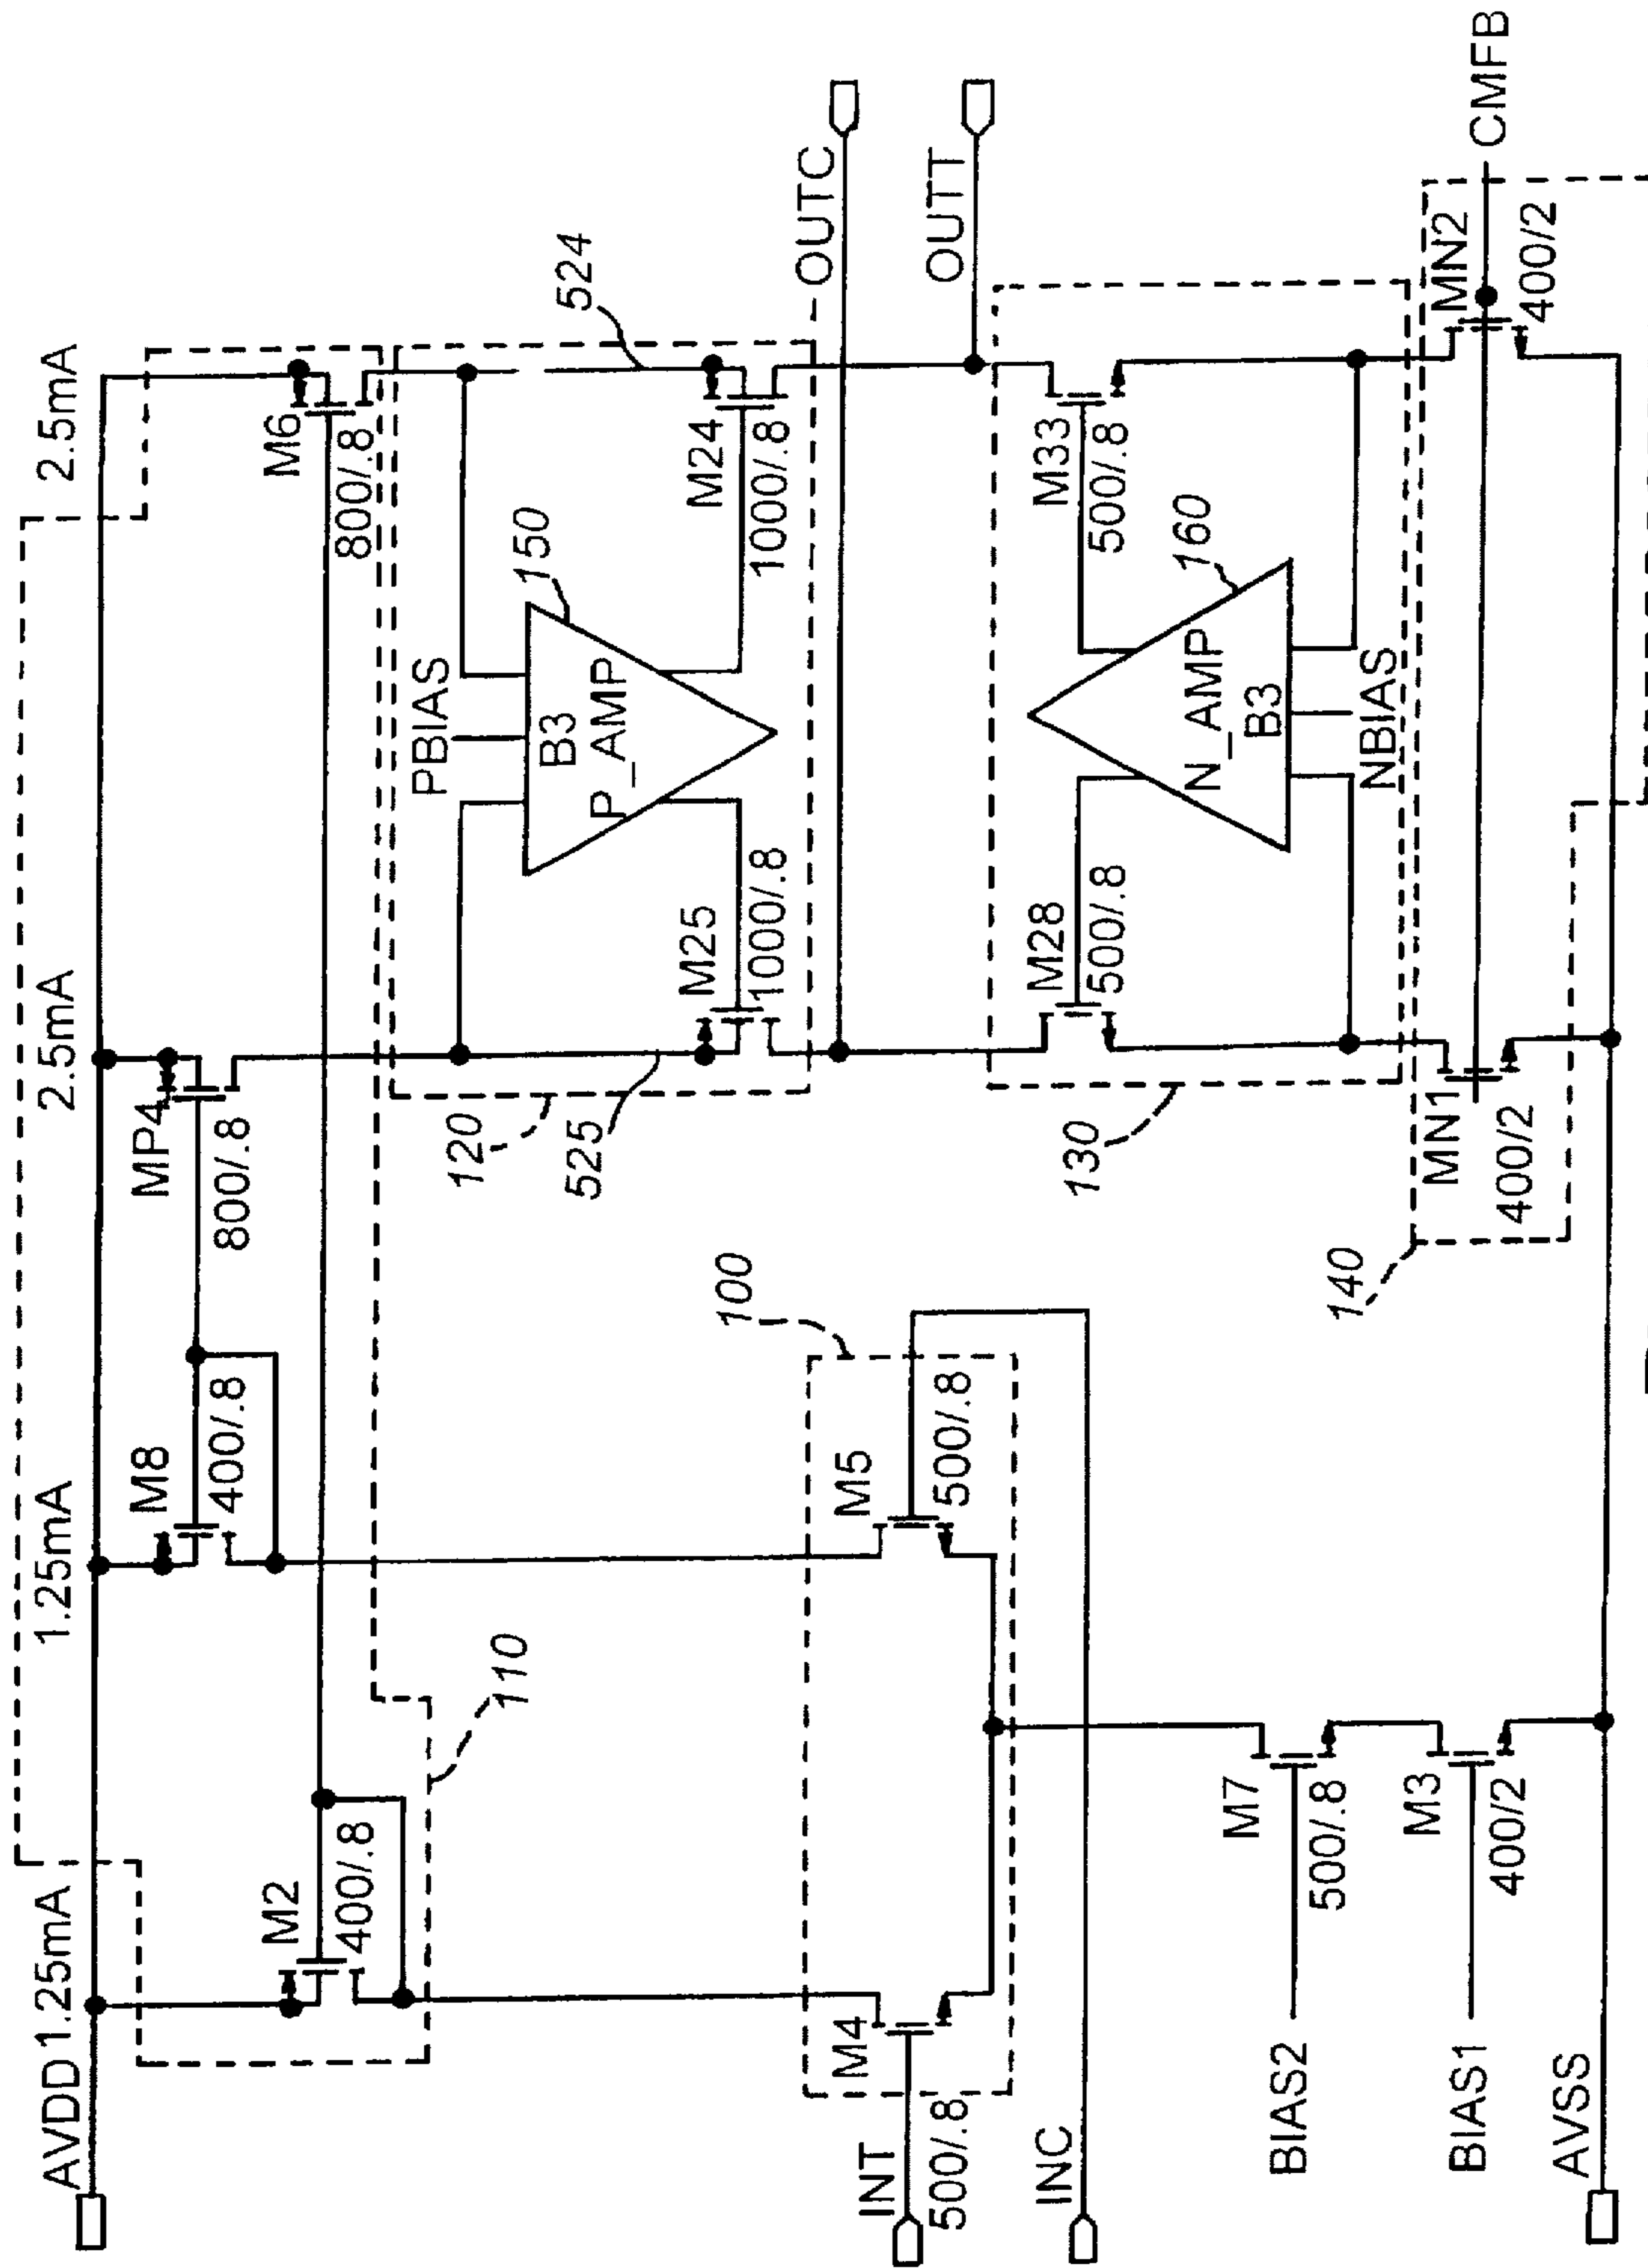 AVDD
1.25mA
1.25mA
2.5mA
2.5mA
M2
400/.8
M8
400/.8
MP4
800/.8
M6
800/.8
110
PBIAS
B3
P_AMP
150
524
M25
1000/.8
M24
1000/.8
120
525
OUTC
OUTT
100
M4
INT
500/.8
M5
500/.8
INC
M28
500/.8
M33
500/.8
N_AMP
B3
160
NBIAS
130
BIAS2
M7
500/.8
BIAS1
M3
400/2
140
MN1
400/2
MN2
400/2
CMFB
AVSS